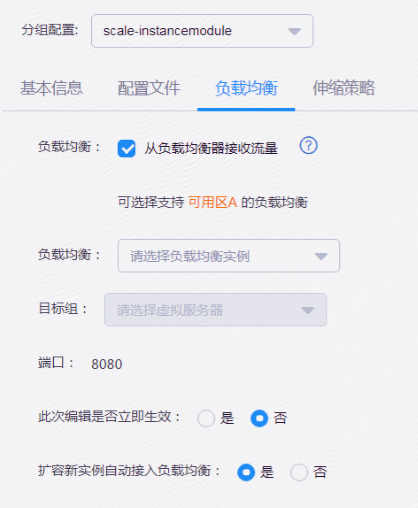 分组配置: scale-instancemodule
基本信息 配置文件 负载均衡 伸缩策略
负载均衡： 从负载均衡器接收流量 ?
可选择支持 可用区A 的负载均衡
负载均衡： 请选择负载均衡实例
目标组： 请选择虚拟服务器
端口： 8080
此次编辑是否立即生效： 是 否
扩容新实例自动接入负载均衡： 是 否